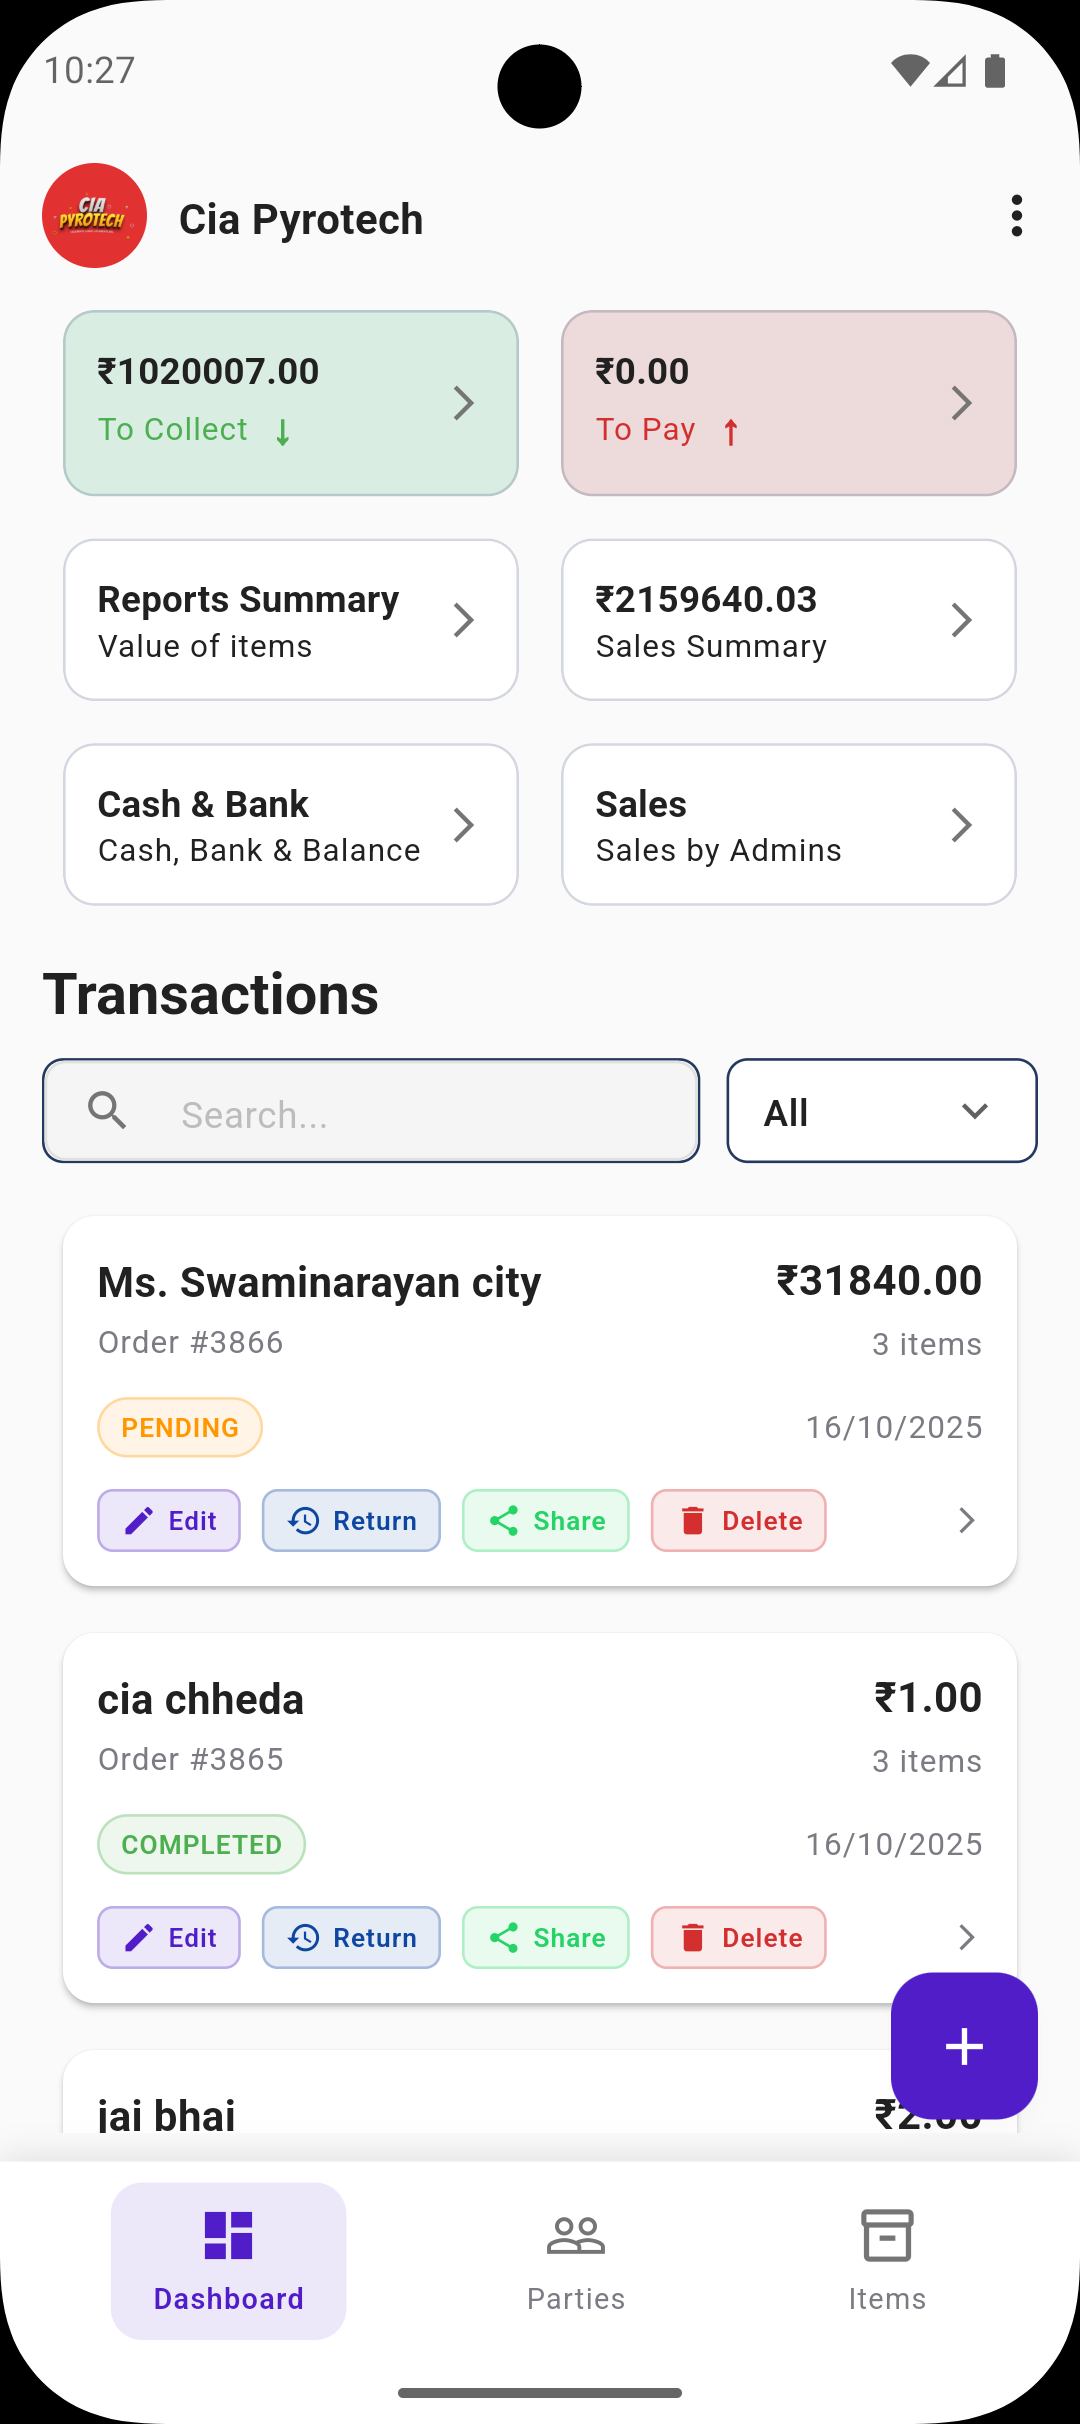 10:27
CIA
PYROTECH
Cia Pyrotech
₹1020007.00
To Collect ↓
₹0.00
To Pay ↑
Reports Summary
Value of items
₹2159640.03
Sales Summary
Cash & Bank
Cash, Bank & Balance
Sales
Sales by Admins
Transactions
Search...
All
Ms. Swaminarayan city
₹31840.00
Order #3866
3 items
PENDING
16/10/2025
Edit
Return
Share
Delete
cia chheda
₹1.00
Order #3865
3 items
COMPLETED
16/10/2025
Edit
Return
Share
Delete
jai bhai
₹2.00
Dashboard
Parties
Items